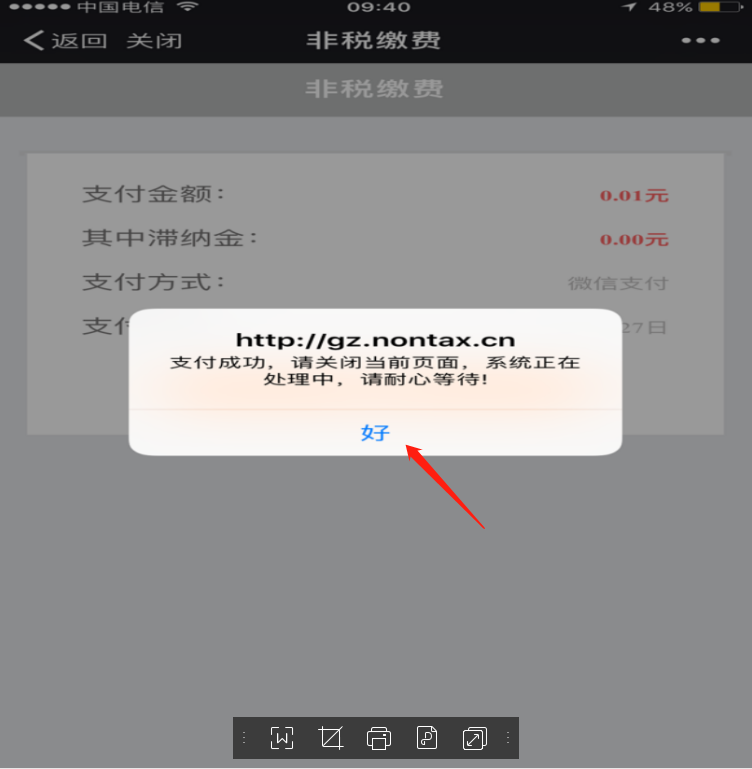 中国电信 09:40 48%
返回 关闭 非税缴费
非税缴费
支付金额： 0.01元
其中滞纳金： 0.00元
支付方式： 微信支付
支付 27日
http://gz.nontax.cn
支付成功，请关闭当前页面，系统正在
处理中，请耐心等待!
好